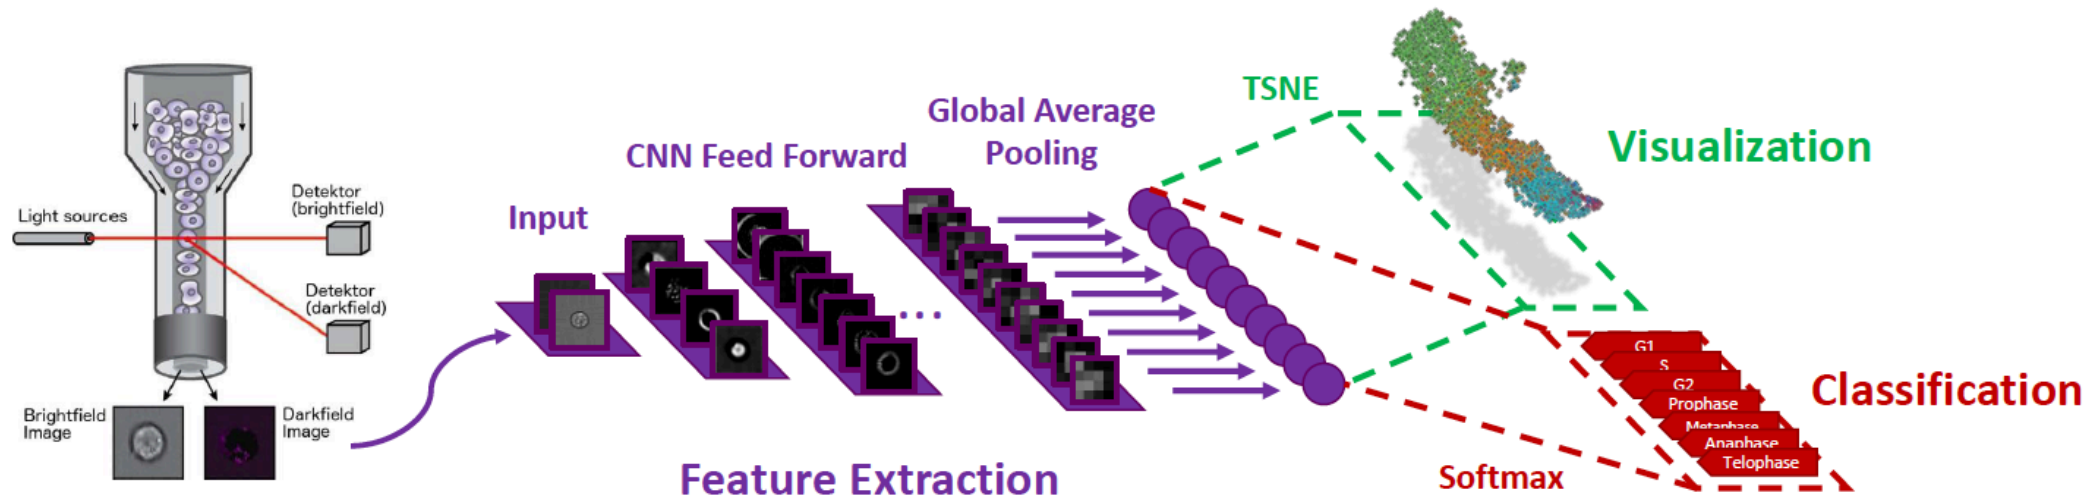 Light sources
Detektor
(brightfield)
Detektor
(darkfield)
Brightfield
Image
Darkfield
Image
Input
CNN Feed Forward
Global Average
Pooling
Feature Extraction
TSNE
Visualization
Softmax
G1
S
G2
Prophase
Metaphase
Anaphase
Telophase
Classification